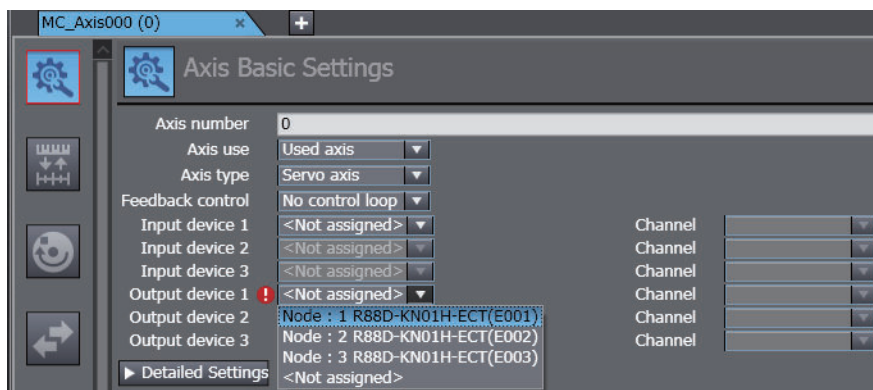 MC_Axis000 (0) × +
Axis Basic Settings
Axis number 0
Axis use Used axis
Axis type Servo axis
Feedback control No control loop
Input device 1 <Not assigned> Channel
Input device 2 <Not assigned> Channel
Input device 3 <Not assigned> Channel
Output device 1 <Not assigned> Channel
Output device 2 Node : 1 R88D-KN01H-ECT(E001) Channel
Output device 3 Node : 2 R88D-KN01H-ECT(E002) Channel
Node : 3 R88D-KN01H-ECT(E003)
Detailed Settings <Not assigned>